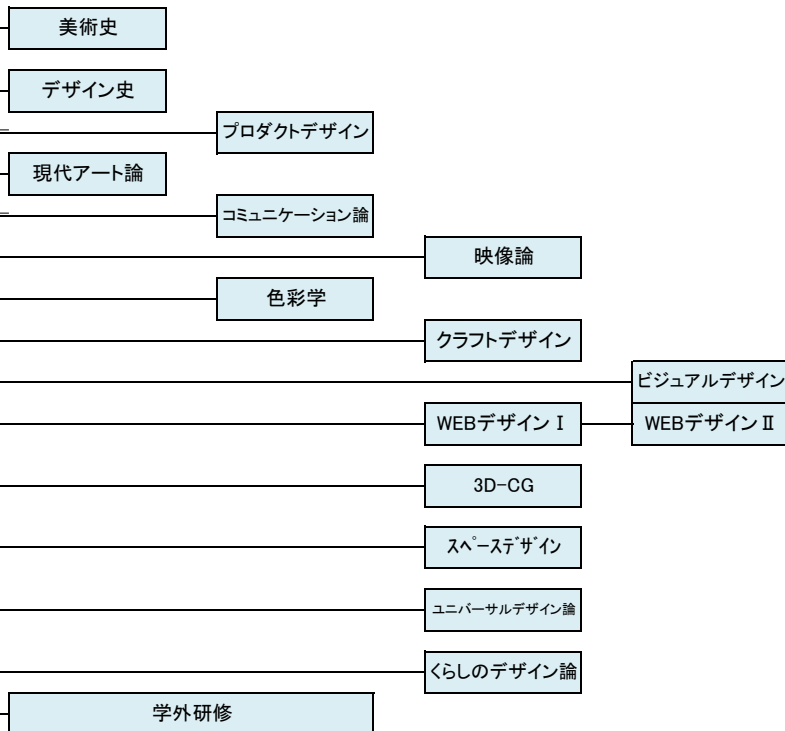 美術史
デザイン史
プロダクトデザイン
現代アート論
コミュニケーション論
映像論
色彩学
クラフトデザイン
ビジュアルデザイン
WEBデザインⅠ
WEBデザインⅡ
3D-CG
ｽﾍﾟｰｽﾃﾞｻﾞｲﾝ
ユニバーサルデザイン論
くらしのデザイン論
学外研修